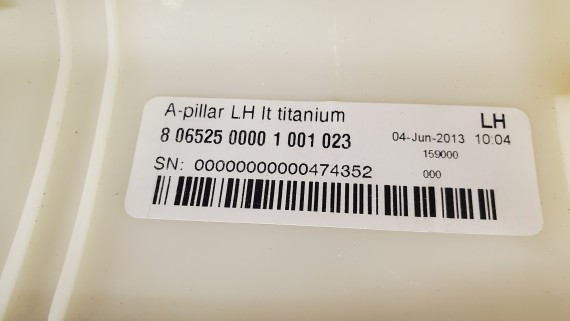 A-pillar LH lt titanium LH
8 06525 0000 1 001 023 04-Jun-2013 10:04
159000
SN: 00000000000474352 000